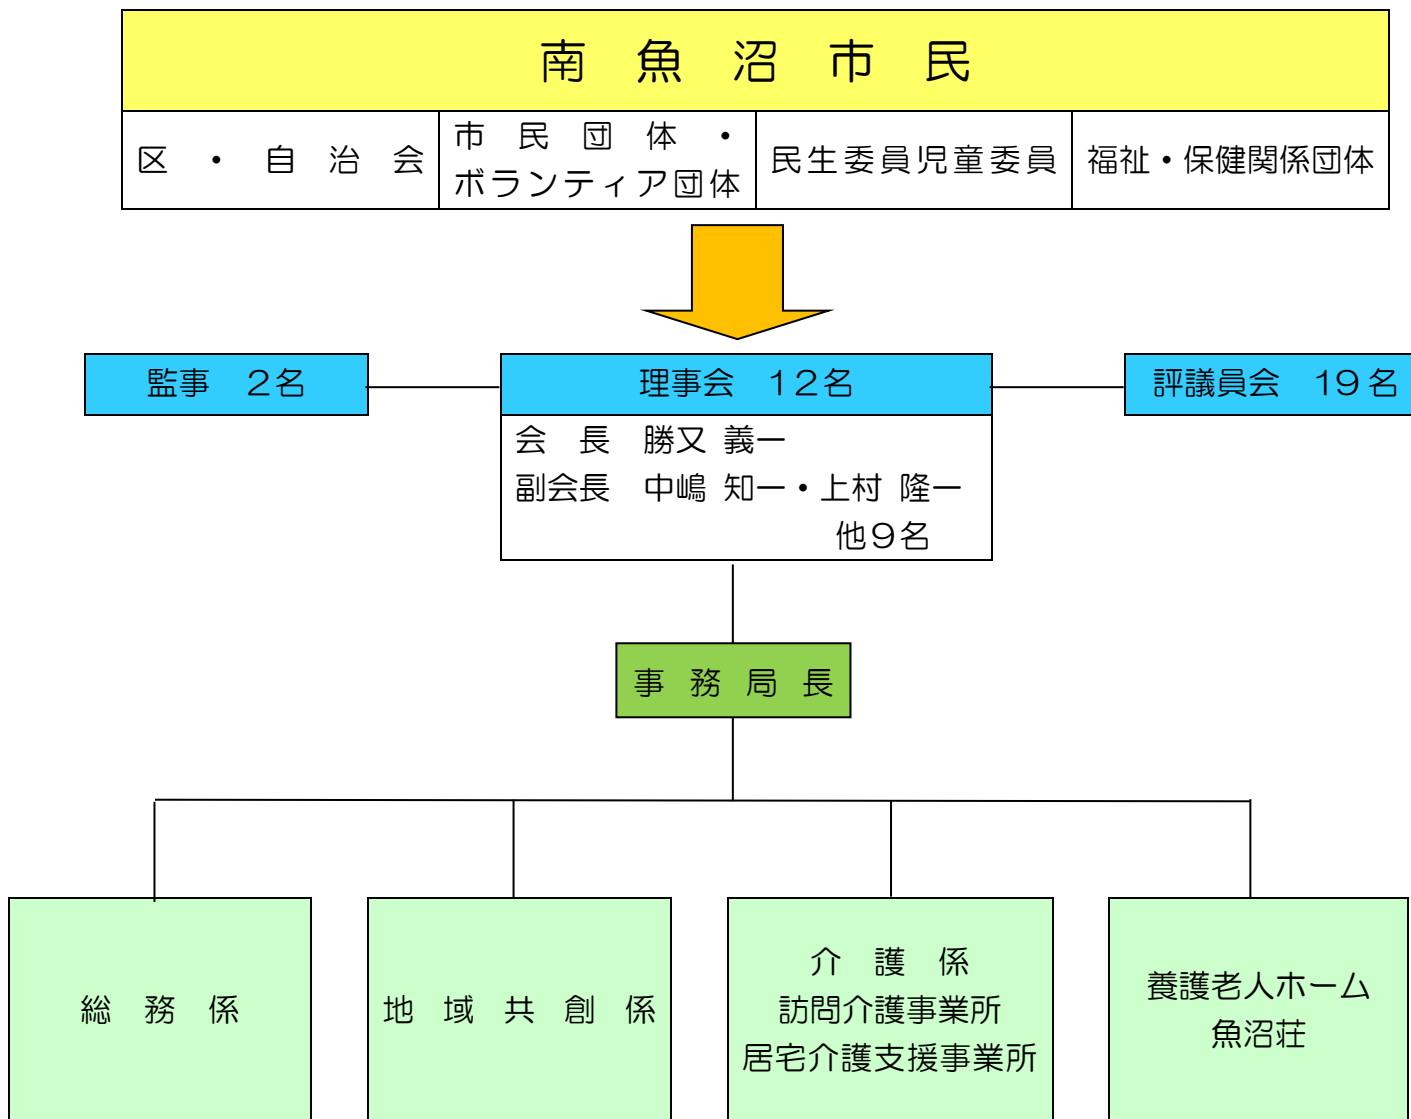 南魚沼市民
区・自治会
市民団体・
ボランティア団体
民生委員児童委員
福祉・保健関係団体
監事　2名
理事会　12名
評議員会　19名
会　長　勝又 義一
副会長　中嶋 知一・上村 隆一
他9名
事務局長
総務係
地域共創係
介護係
訪問介護事業所
居宅介護支援事業所
養護老人ホーム
魚沼荘